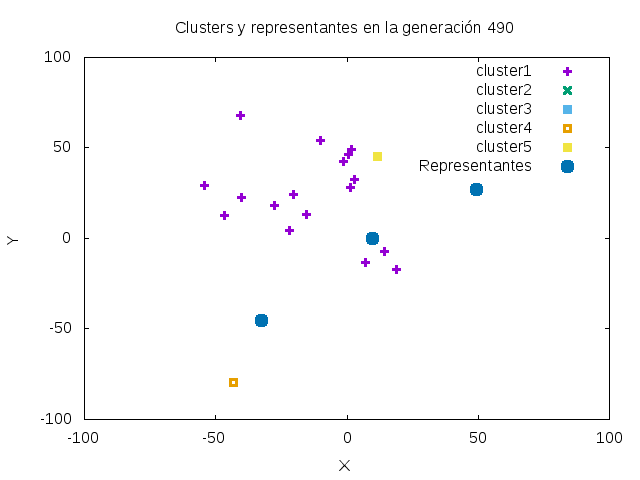 Clusters y representantes en la generación 490
100
50
0
-50
-100
-100
-50
0
50
100
X
Y
cluster1
cluster2
cluster3
cluster4
cluster5
Representantes